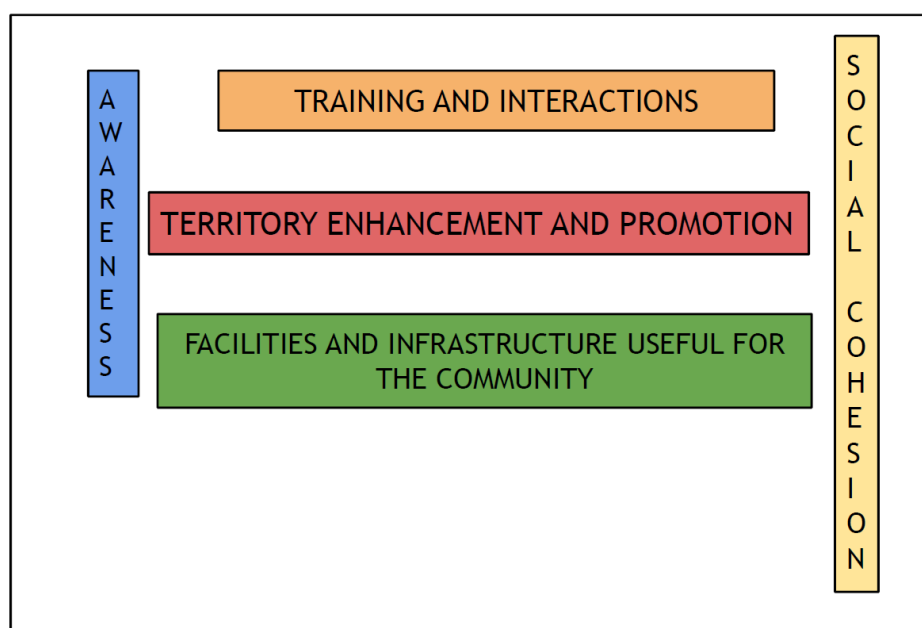 AWARENESS
TRAINING AND INTERACTIONS
TERRITORY ENHANCEMENT AND PROMOTION
FACILITIES AND INFRASTRUCTURE USEFUL FOR
THE COMMUNITY
SOCIAL COHESION